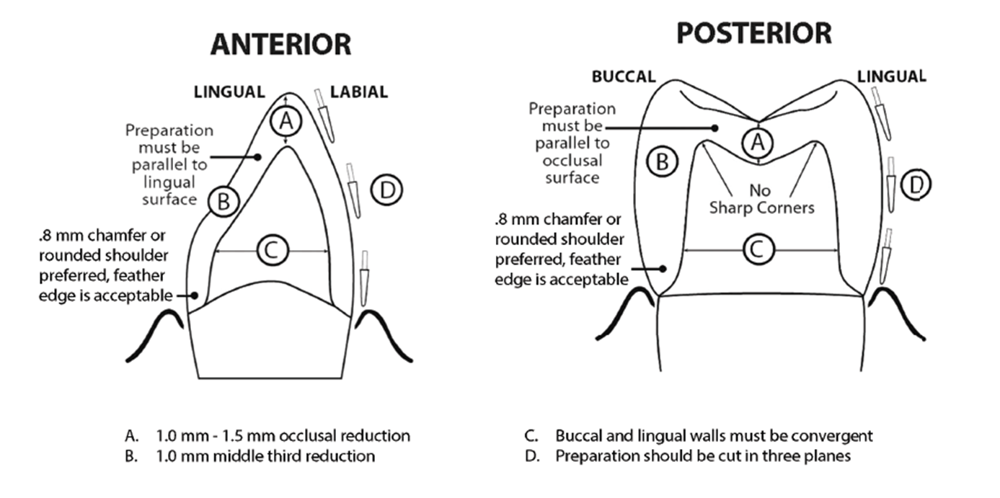 ANTERIOR
LINGUAL
LABIAL
A
Preparation
must be
parallel to
lingual
surface
B
D
.8 mm chamfer or
rounded shoulder
preferred, feather
edge is acceptable
C
POSTERIOR
BUCCAL
LINGUAL
Preparation
must be
parallel to
occlusal
surface
A
B
D
No
Sharp Corners
.8 mm chamfer or
rounded shoulder
preferred, feather
edge is acceptable
C
A. 1.0 mm - 1.5 mm occlusal reduction
B. 1.0 mm middle third reduction
C. Buccal and lingual walls must be convergent
D. Preparation should be cut in three planes